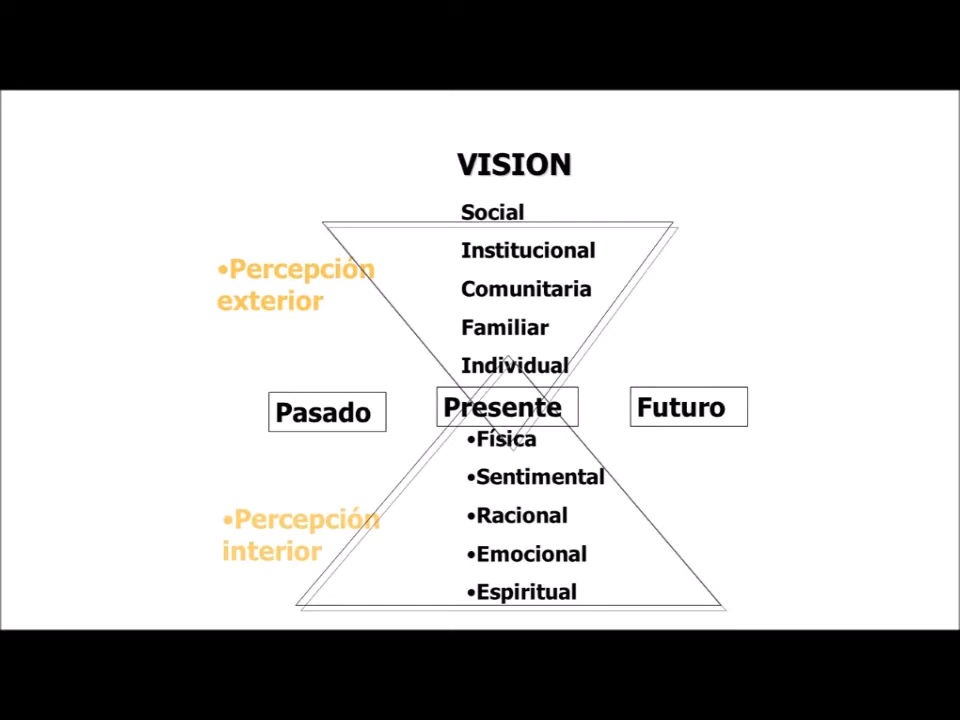 VISION
Social
Institucional
•Percepción
exterior
Comunitaria
Familiar
Individual
Pasado
Presente
Futuro
•Física
•Sentimental
•Racional
•Percepción
interior
•Emocional
•Espiritual